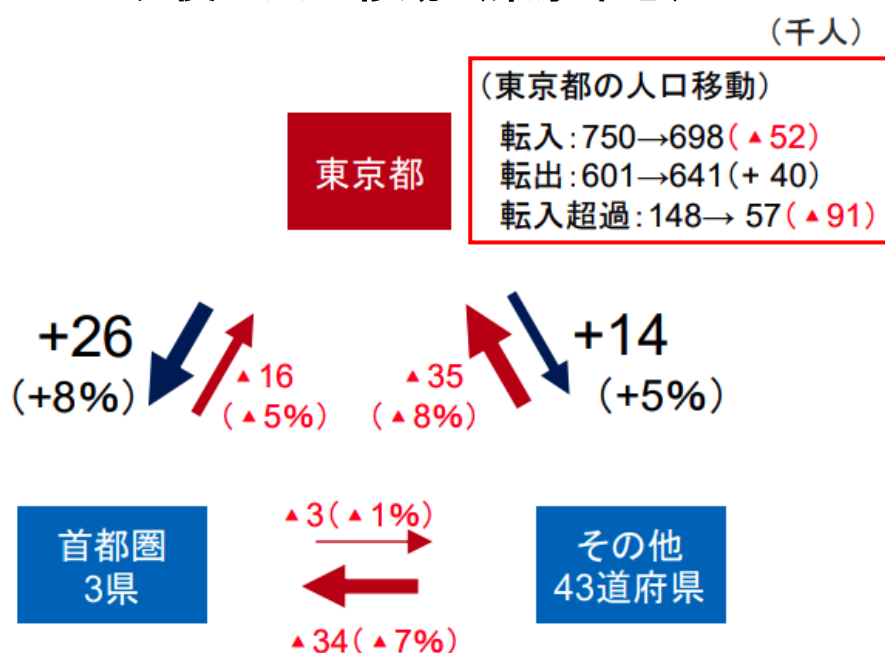 （千人）
（東京都の人口移動）
転入：750→698（▲52）
転出：601→641（+ 40）
転入超過：148→ 57（▲91）
東京都
+26
（+8%）
▲16
（▲5%）
▲35
（▲8%）
+14
（+5%）
▲3（▲1%）
首都圏
3県
その他
43道府県
▲34（▲7%）